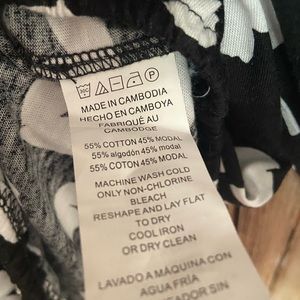 MADE IN CAMBODIA
HECHO EN CAMBOYA
FABRIQUÉ AU
CAMBODGE
55% COTTON 45% MODAL
55% algodón 45% MODAL
55% COTON 45% MODAL
MACHINE WASH COLD
ONLY NON-CHLORINE
BLEACH
RESHAPE AND LAY FLAT
TO DRY
COOL IRON
OR DRY CLEAN
LAVADO A MÁQUINA CON
AGUA FRÍA
SIN